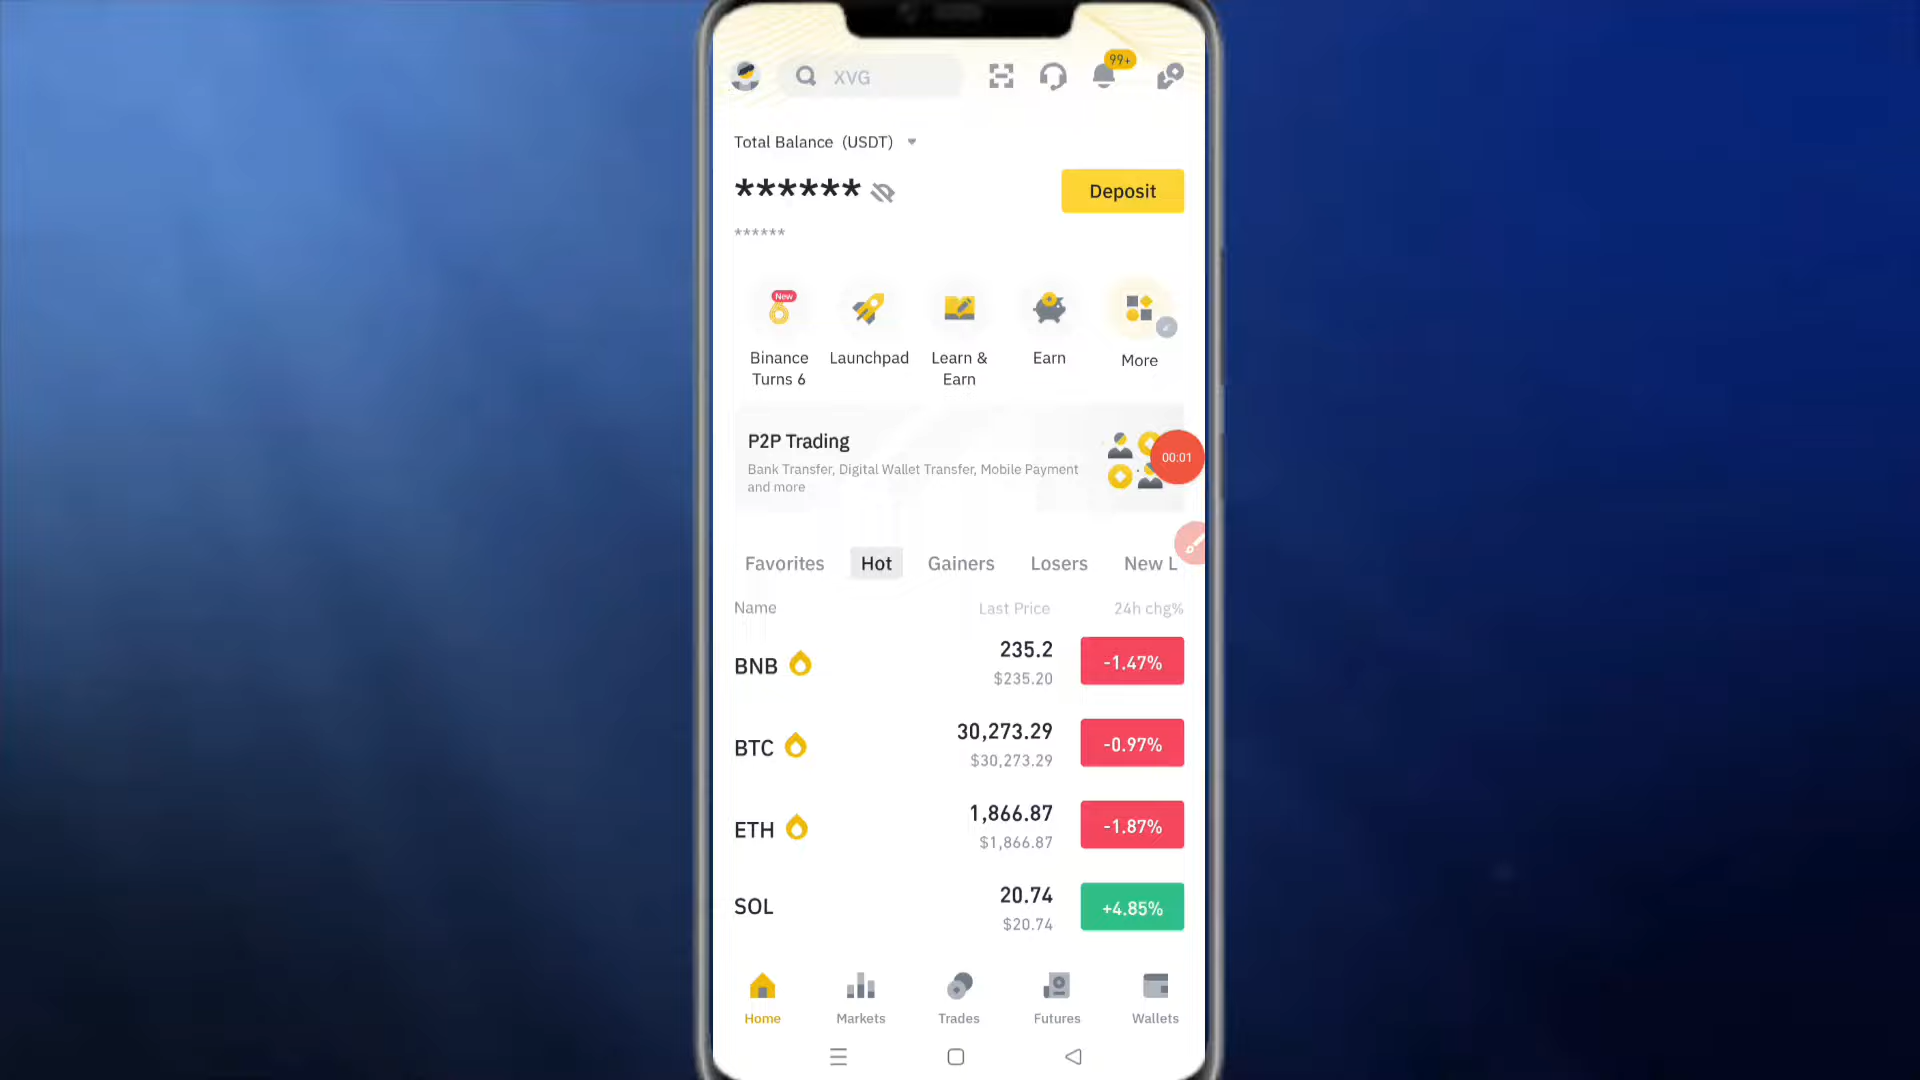 XVG
99+
Total Balance (USDT)
******
Deposit
******
New
Binance
Turns 6
Launchpad
Learn &
Earn
Earn
More
P2P Trading
Bank Transfer, Digital Wallet Transfer, Mobile Payment
and more
00:01
Favorites Hot Gainers Losers New L
Name Last Price 24h chg%
BNB 235.2 -1.47%
$235.20
BTC 30,273.29 -0.97%
$30,273.29
ETH 1,866.87 -1.87%
$1,866.87
SOL 20.74 +4.85%
$20.74
Home Markets Trades Futures Wallets